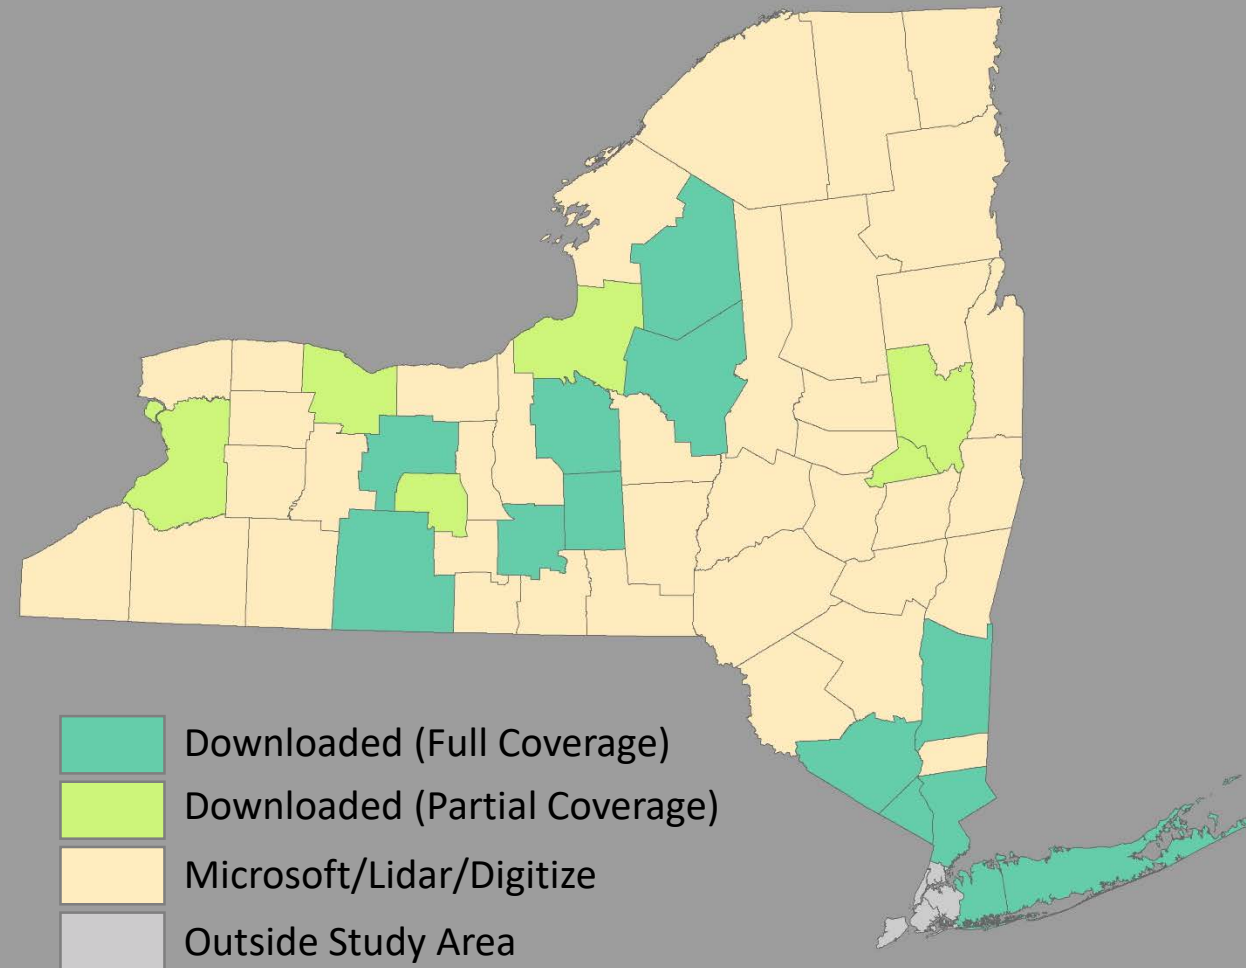 Downloaded (Full Coverage)
Downloaded (Partial Coverage)
Microsoft/Lidar/Digitize
Outside Study Area